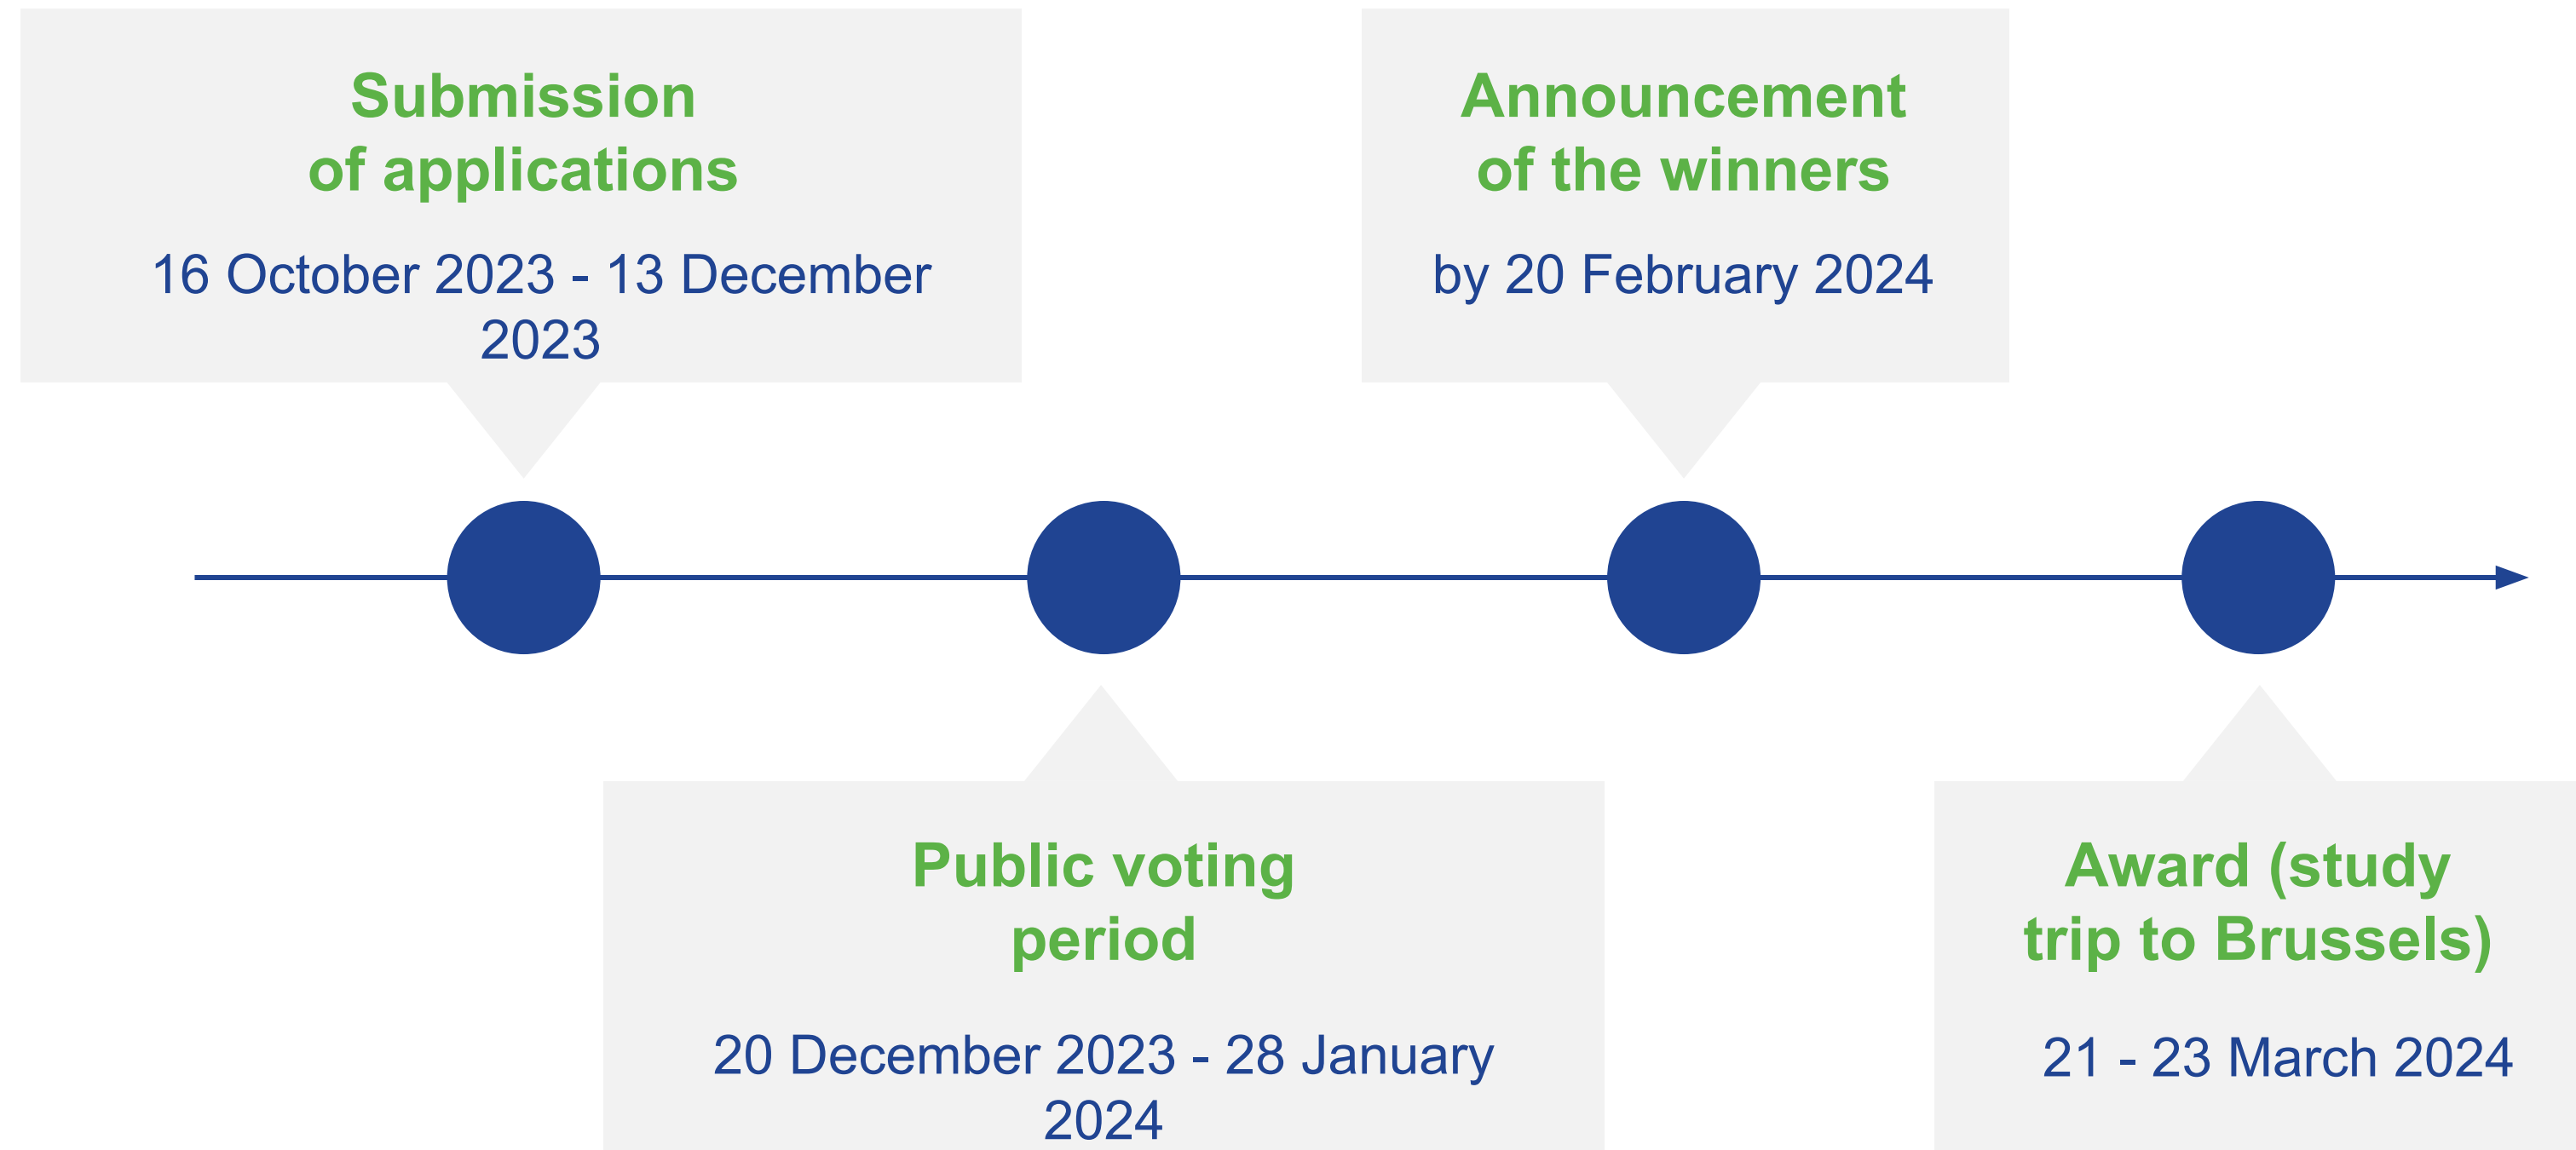 Submission
of applications
16 October 2023 - 13 December
2023
Announcement
of the winners
by 20 February 2024
Public voting
period
20 December 2023 - 28 January
2024
Award (study
trip to Brussels)
21 - 23 March 2024